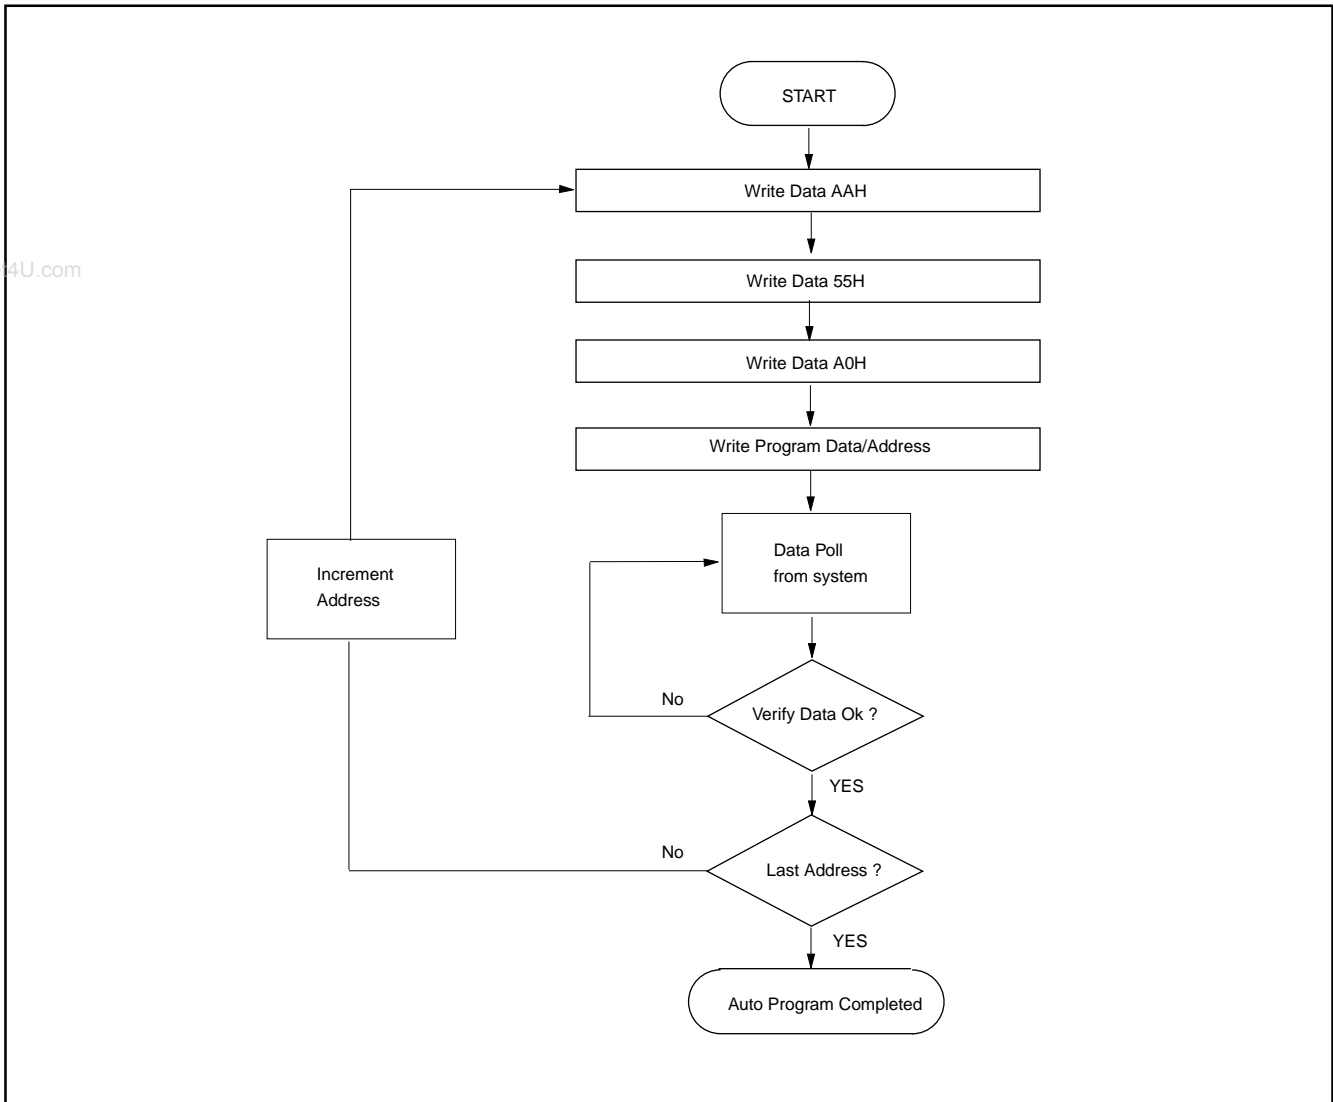 START
Write Data AAH
4U.com
Write Data 55H
Write Data A0H
Write Program Data/Address
Data Poll
from system
Increment
Address
No
Verify Data Ok ?
YES
No
Last Address ?
YES
Auto Program Completed